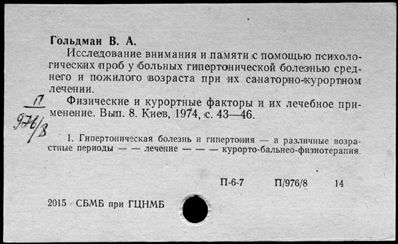 Гольдман В. А.
Исследование внимания и памяти с помощью психоло-
гических проб у больных гипертонической болезнью сред-
него и пожилого возраста при их санаторно-курортном
лечении.
Физические и курортные факторы и их лечебное при-
менение. Вып. 8. Киев, 1974, с. 43—46.
П
976/8
1. Гипертоническая болезнь и гипертония — в различные возра-
стные периоды — — лечение — — — курорто-бальнео-физиотерапия.
П-6-7 П/976/8 14
2015 СБМБ при ГЦНМБ